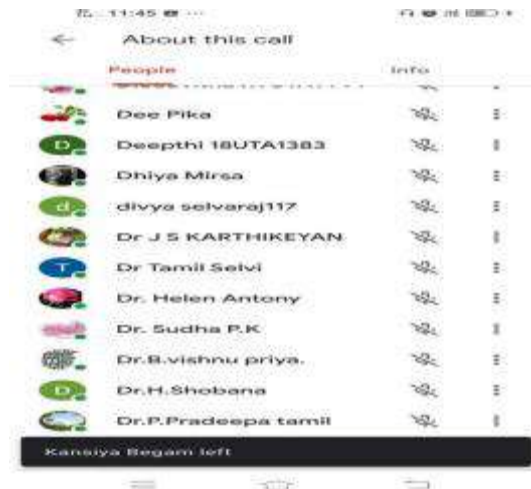 11:45
About this call
People
Info
Dee Pika
D
Deepthi 18UTA1383
Dhiya Mirsa
d
divya selvaraj117
Dr J S KARTHIKEYAN
T
Dr Tamil Selvi
Dr. Helen Antony
Dr. Sudha P.K
Dr.B.vishnu priya.
D
Dr.H.Shobana
Dr.P.Pradeepa tamil
Kansiya Begam left